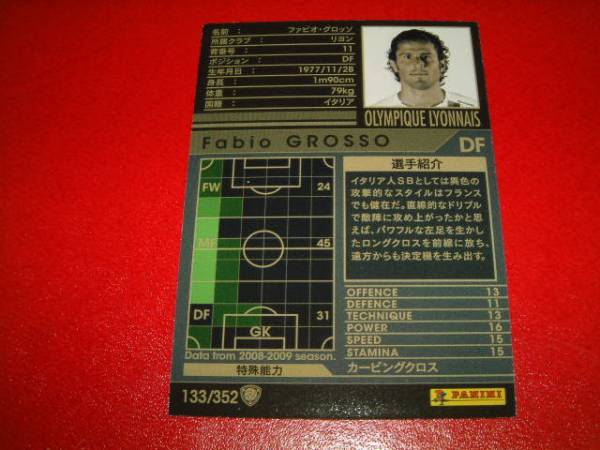 名前 : ファビオ・グロッソ
所属クラブ : リヨン
背番号 : 11
ポジション : DF
生年月日 : 1977/11/28
身長 : 1m90cm
体重 : 79kg
国籍 : イタリア
OLYMPIQUE LYONNAIS
Fabio GROSSO
DF
FW
24
MF
45
DF
31
GK
Data from 2008-2009 season.
選手紹介
イタリア人SBとしては異色の
攻撃的なスタイルはフランス
でも健在だ。直線的なドリブル
で敵陣に攻め上がったかと思
えば、パワフルな左足を生かし
たロングクロスを前線に放ち、
遠方からも決定機を生み出す。
OFFENCE 13
DEFENCE 11
TECHNIQUE 13
POWER 16
SPEED 15
STAMINA 15
特殊能力
カービングクロス
133/352
PANINI